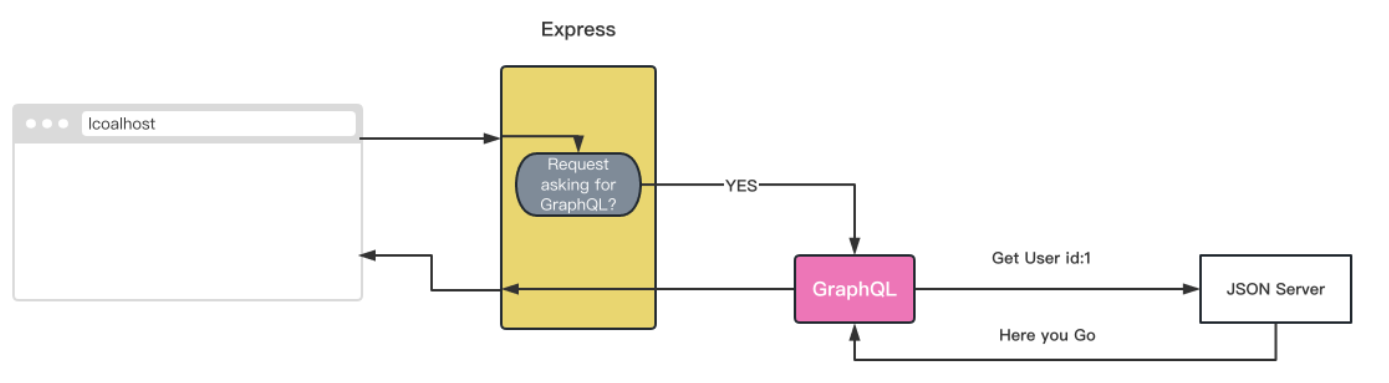 Express
lcoalhost
Request
asking for
GraphQL?
YES
Get User id:1
GraphQL
JSON Server
Here you Go